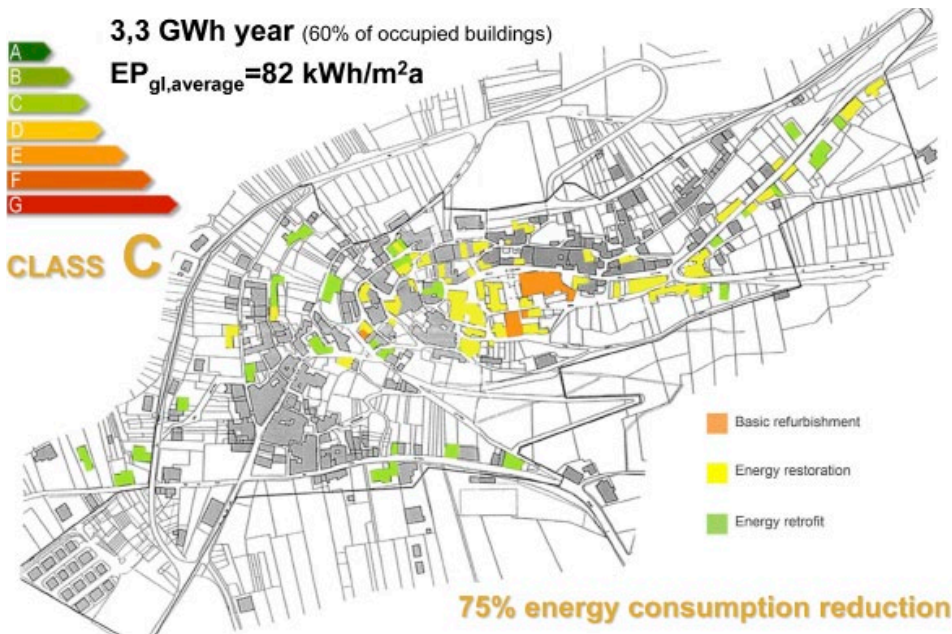 3,3 GWh year (60% of occupied buildings)
EPgl,average=82 kWh/m²a
A
B
C
D
E
F
G
CLASS C
Basic refurbishment
Energy restoration
Energy retrofit
75% energy consumption reduction